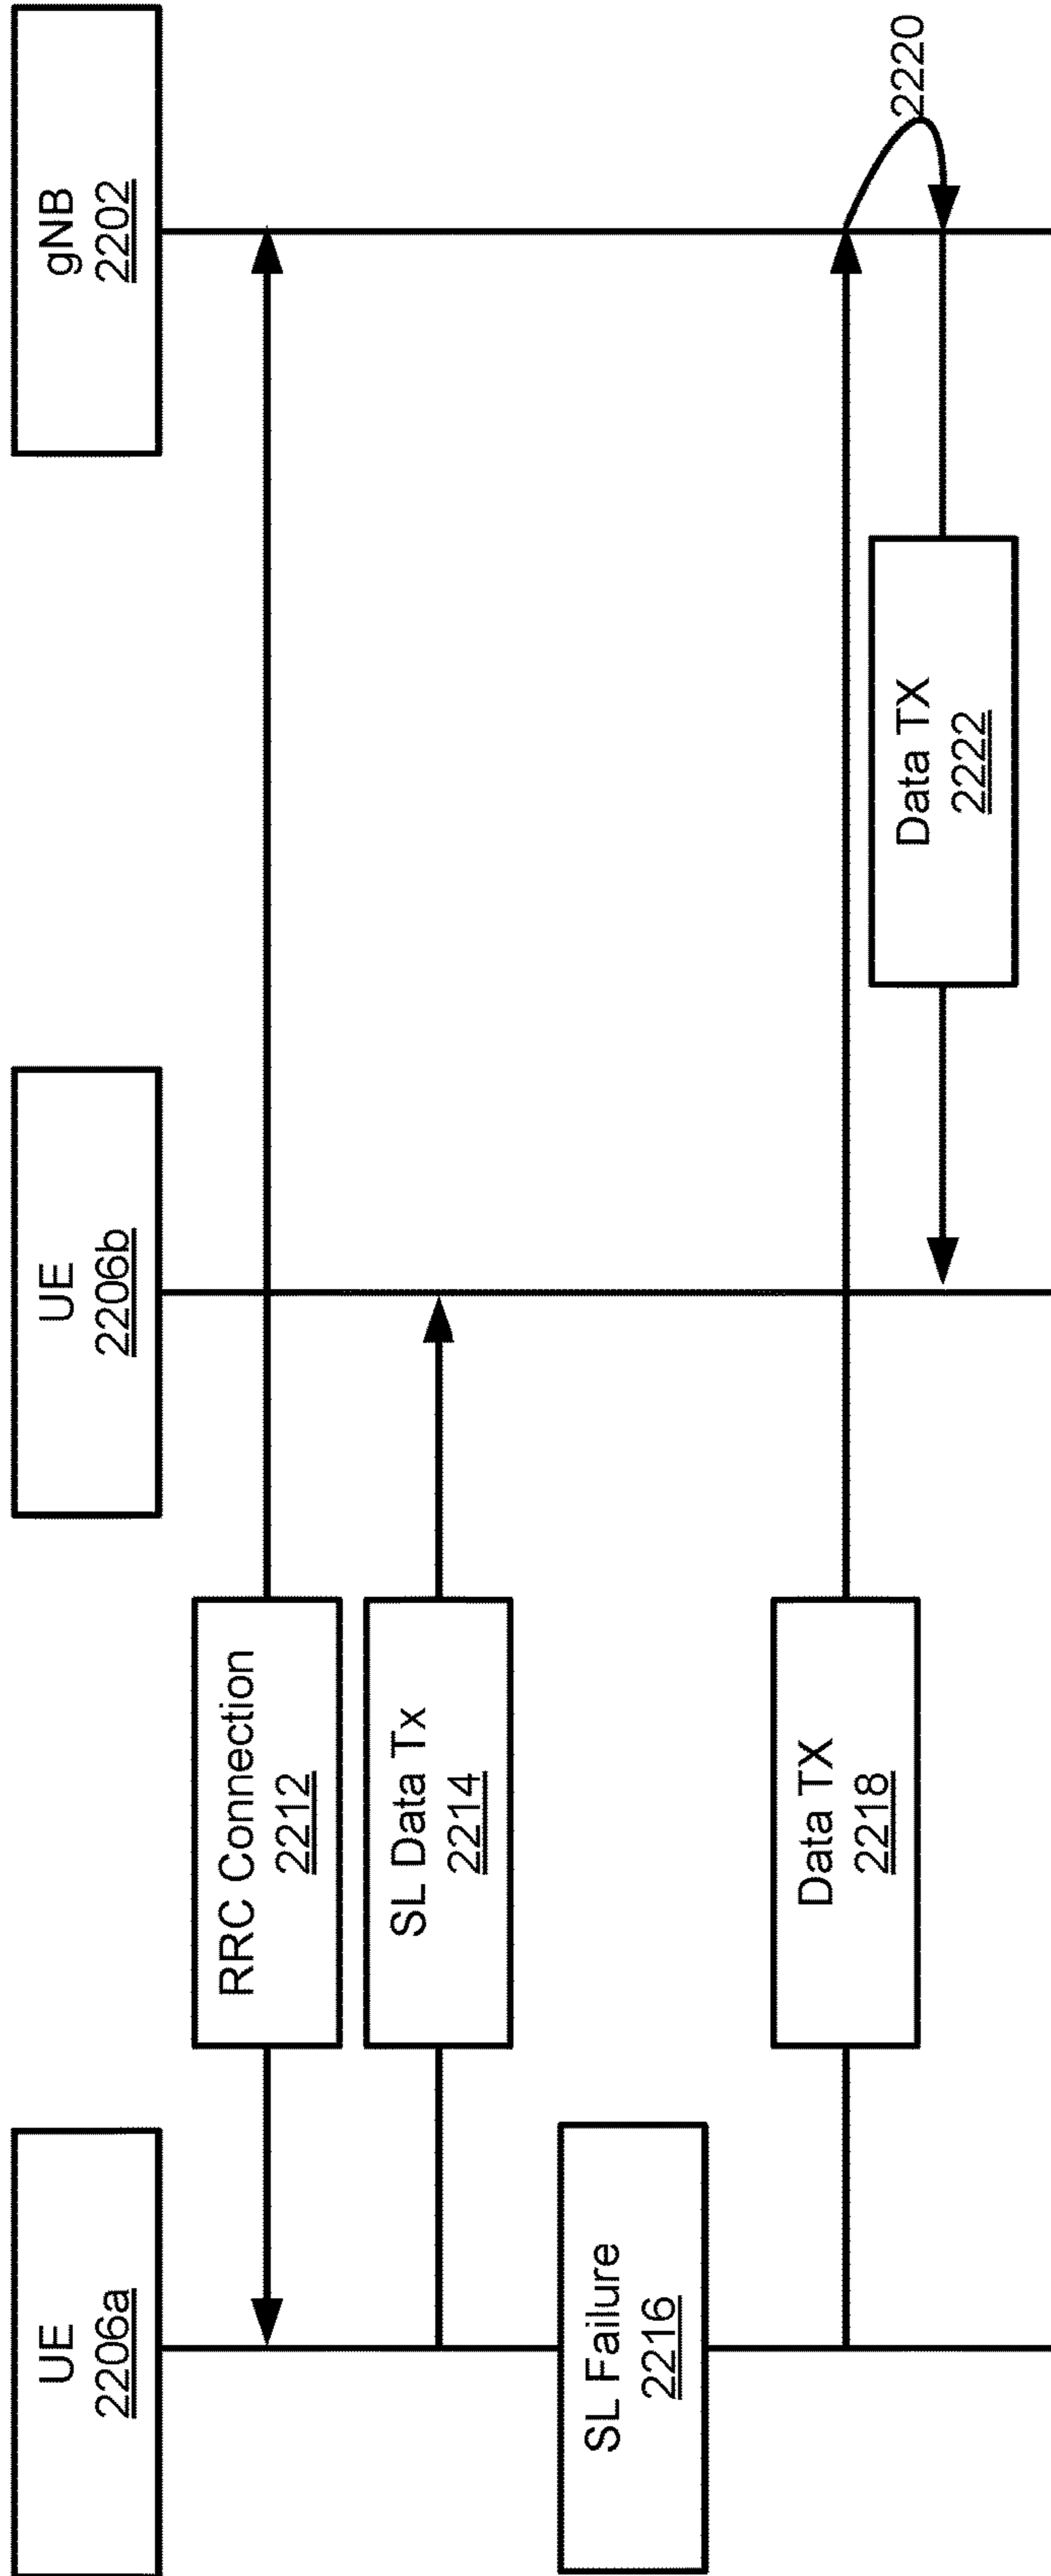 UE
2206a
UE
2206b
gNB
2202
RRC Connection
2212
SL Data Tx
2214
SL Failure
2216
Data TX
2218
2220
Data TX
2222